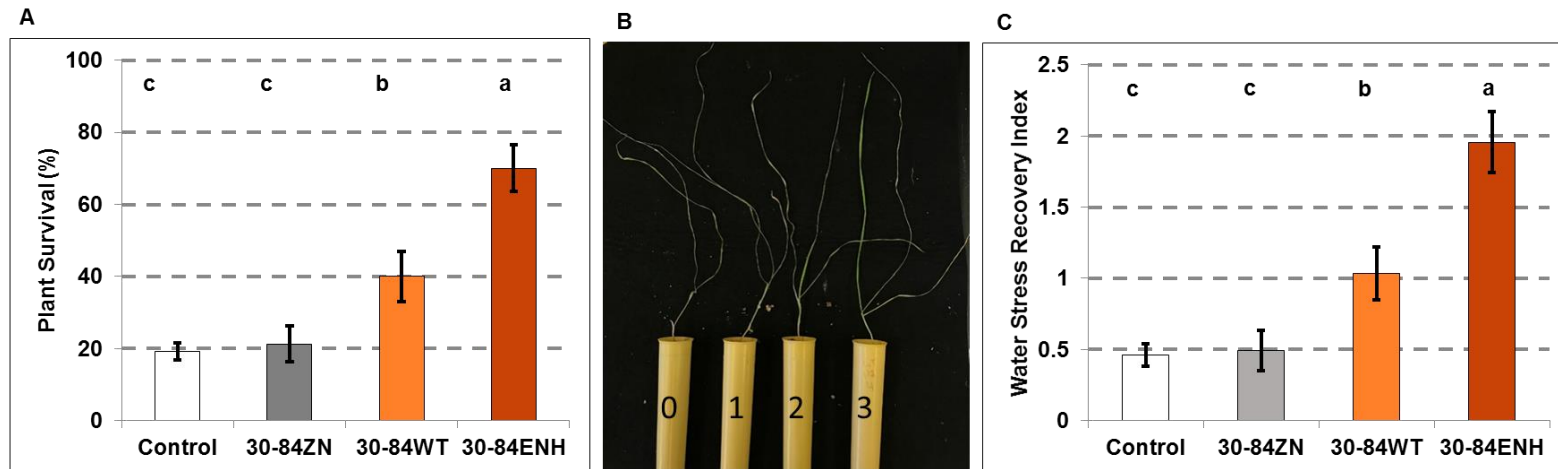 A
Plant Survival (%)
100
80
60
40
20
0
c c b a
Control 30-84ZN 30-84WT 30-84ENH
B
0 1 2 3
C
Water Stress Recovery Index
2.5
2
1.5
1
0.5
0
c c b a
Control 30-84ZN 30-84WT 30-84ENH